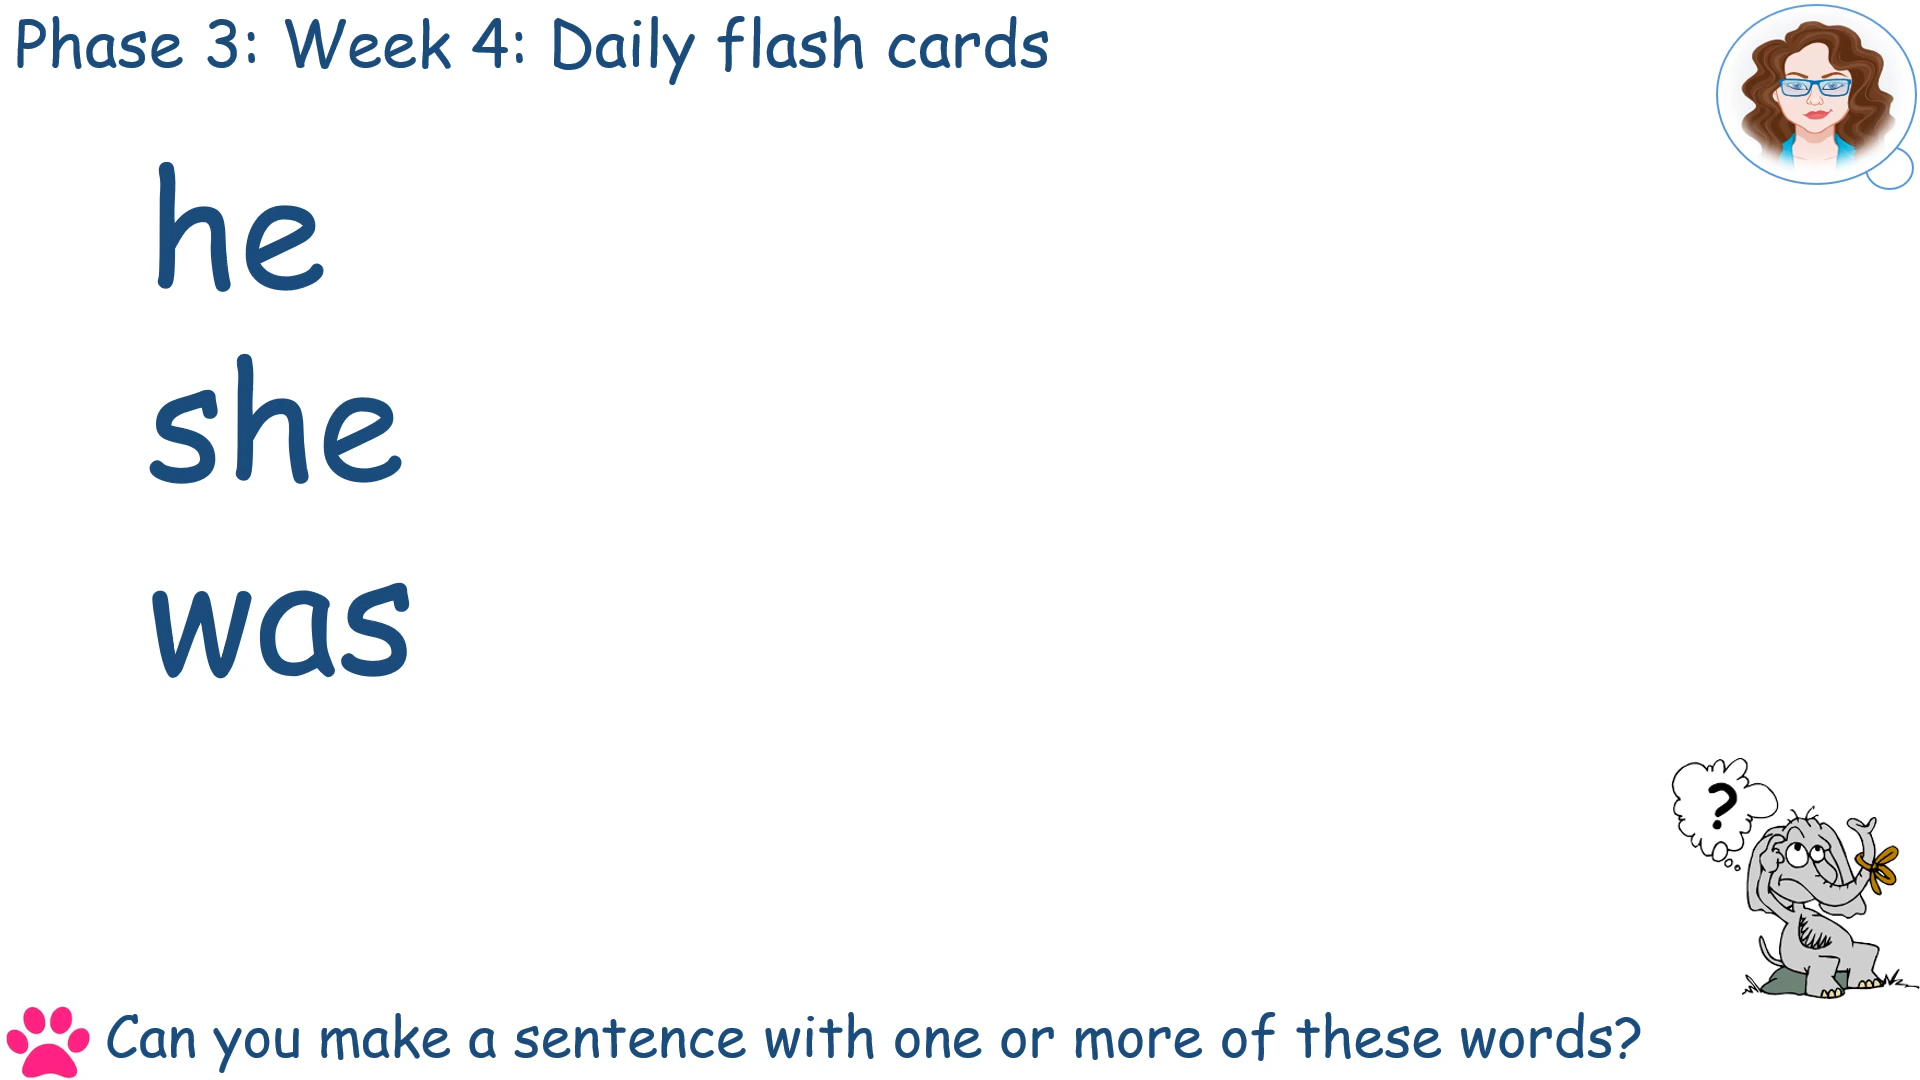 Phase 3: Week 4: Daily flash cards
he
she
was
?
Can you make a sentence with one or more of these words?